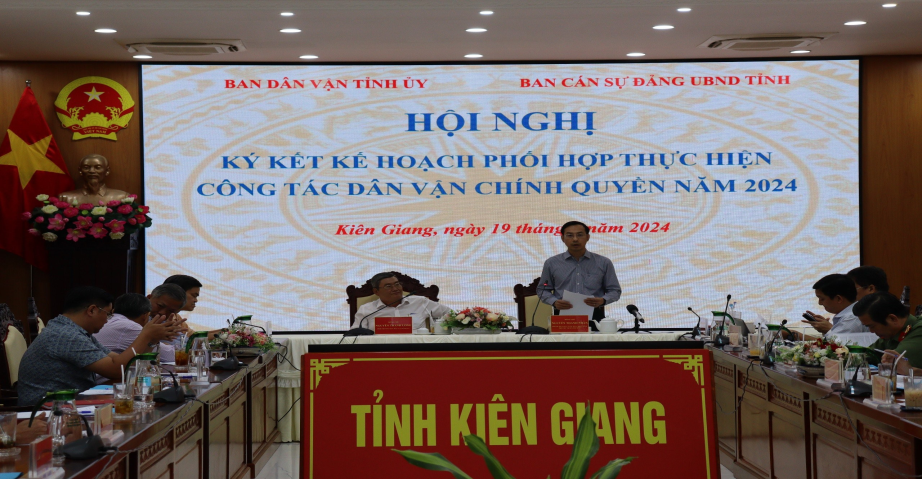 BAN DÂN VẬN TỈNH ỦY
BAN CÁN SỰ ĐẢNG UBND TỈNH
HỘI NGHỊ
KÝ KẾT KẾ HOẠCH PHỐI HỢP THỰC HIỆN
CÔNG TÁC DÂN VẬN CHÍNH QUYỀN NĂM 2024
Kiên Giang, ngày 19 tháng năm 2024
TỈNH KIÊN GIANG